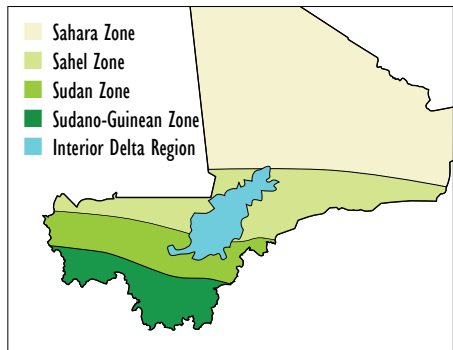 Sahara Zone
Sahel Zone
Sudan Zone
Sudano-Guinean Zone
Interior Delta Region